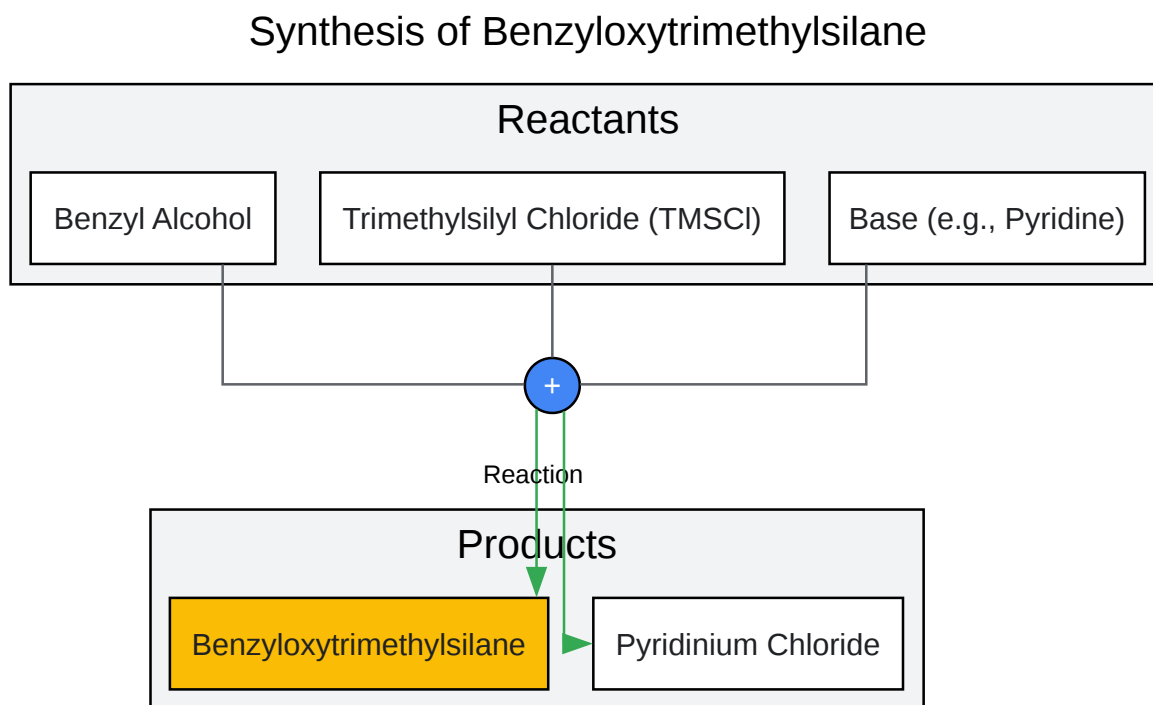 Synthesis of Benzyloxytrimethylsilane
Reactants
Benzyl Alcohol
Trimethylsilyl Chloride (TMSCl)
Base (e.g., Pyridine)
+
Reaction
Products
Benzyloxytrimethylsilane
Pyridinium Chloride